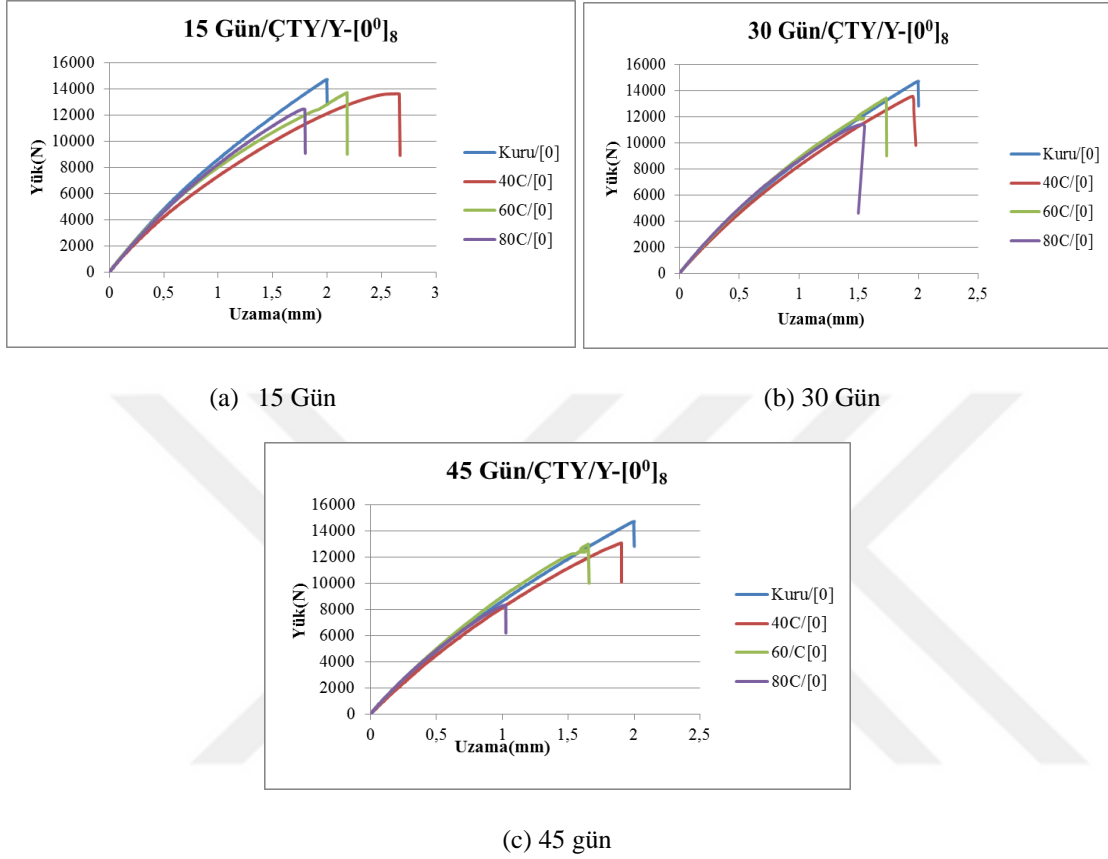 15 Gün/ÇTY/Y-[0⁰]₈
16000
14000
12000
10000
8000
6000
4000
2000
0
Yük(N)
0 0,5 1 1,5 2 2,5 3
Uzama(mm)
Kuru/[0]
40C/[0]
60C/[0]
80C/[0]
30 Gün/ÇTY/Y-[0⁰]₈
16000
14000
12000
10000
8000
6000
4000
2000
0
Yük(N)
0 0,5 1 1,5 2 2,5
Uzama(mm)
Kuru/[0]
40C/[0]
60C/[0]
80C/[0]
(a) 15 Gün
(b) 30 Gün
45 Gün/ÇTY/Y-[0⁰]₈
16000
14000
12000
10000
8000
6000
4000
2000
0
Yük(N)
0 0,5 1 1,5 2 2,5
Uzama(mm)
Kuru/[0]
40C/[0]
60/C[0]
80C/[0]
(c) 45 gün